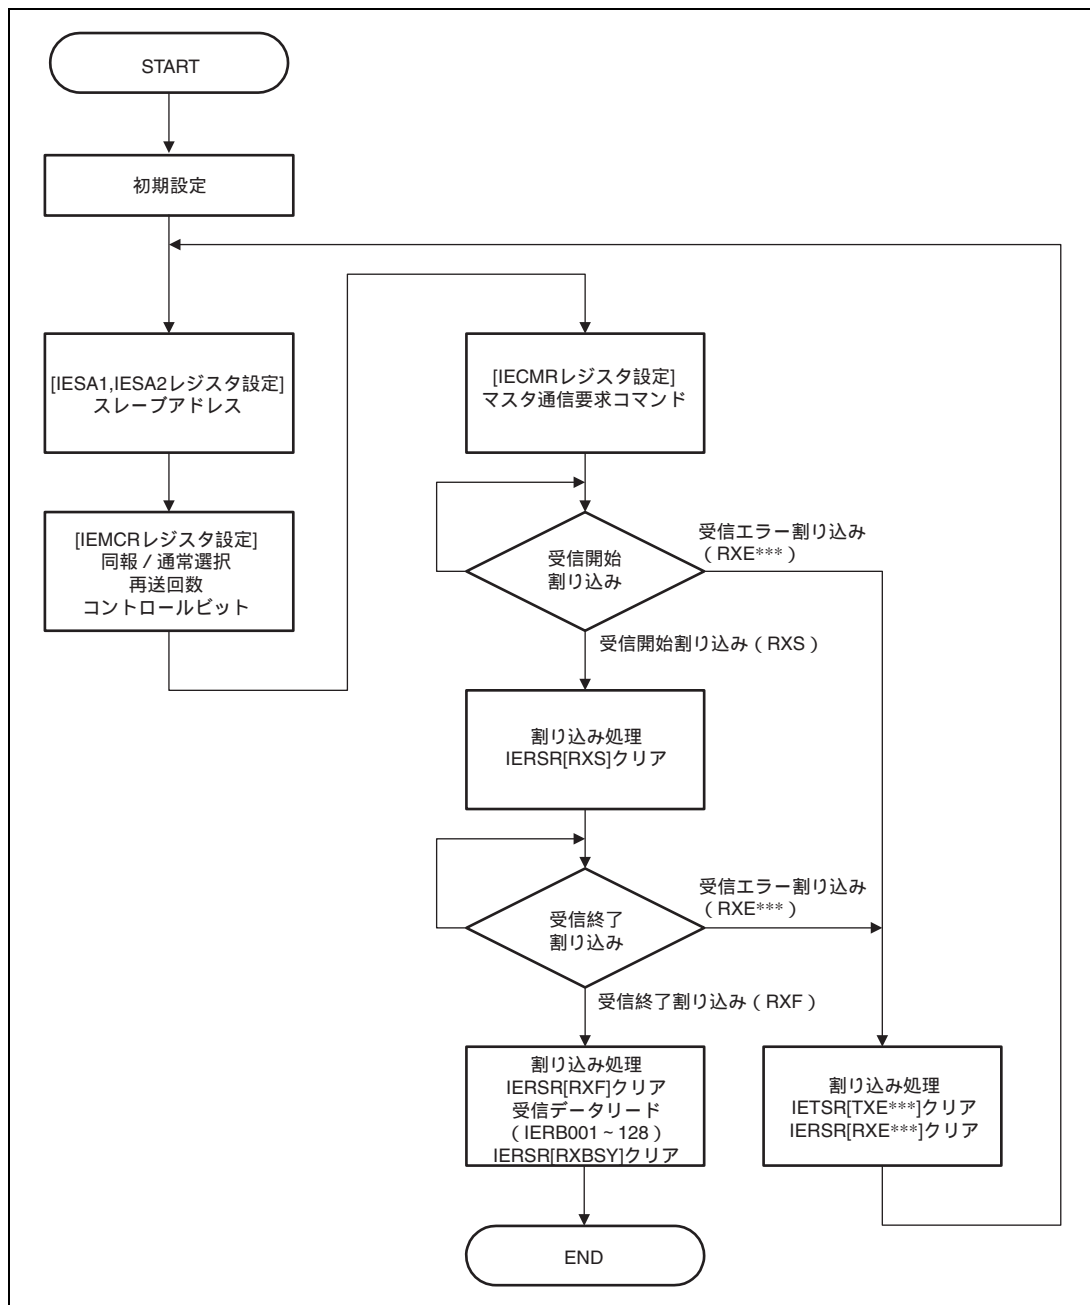 START
初期設定
[IESA1,IESA2レジスタ設定]
スレーブアドレス
[IEMCRレジスタ設定]
同報 / 通常選択
再送回数
コントロールビット
[IECMRレジスタ設定]
マスタ通信要求コマンド
受信開始
割り込み
受信エラー割り込み
( RXE*** )
受信開始割り込み ( RXS )
割り込み処理
IERSR[RXS]クリア
受信終了
割り込み
受信エラー割り込み
( RXE*** )
受信終了割り込み ( RXF )
割り込み処理
IERSR[RXF]クリア
受信データリード
( IERB001 ~ 128 )
IERSR[RXBSY]クリア
割り込み処理
IETSR[TXE***]クリア
IERSR[RXE***]クリア
END